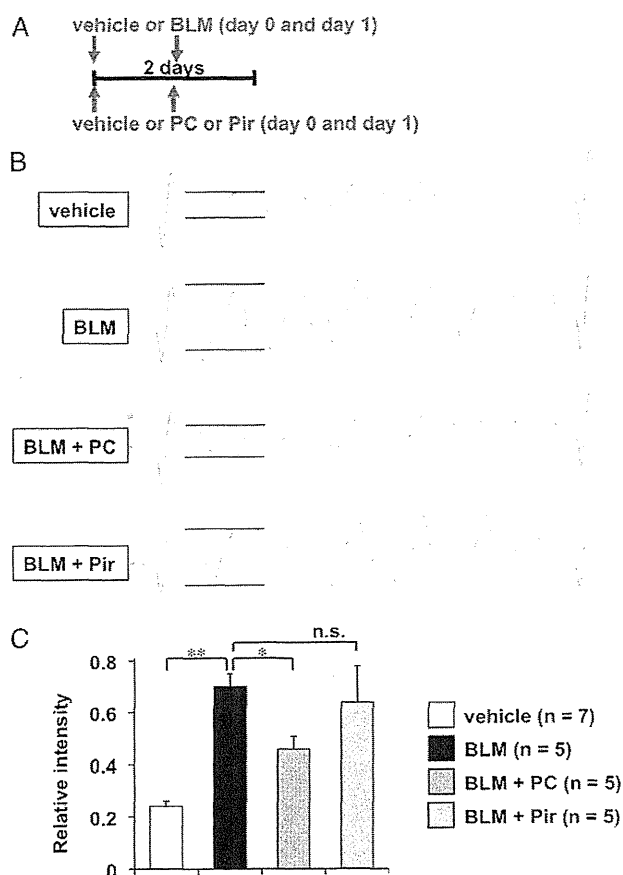 A
vehicle or BLM (day 0 and day 1)
2 days
vehicle or PC or Pir (day 0 and day 1)
B
vehicle
BLM
BLM + PC
BLM + Pir
C
n.s.
**
*
0.8
0.6
0.4
0.2
0
Relative intensity
vehicle (n = 7)
BLM (n = 5)
BLM + PC (n = 5)
BLM + Pir (n = 5)